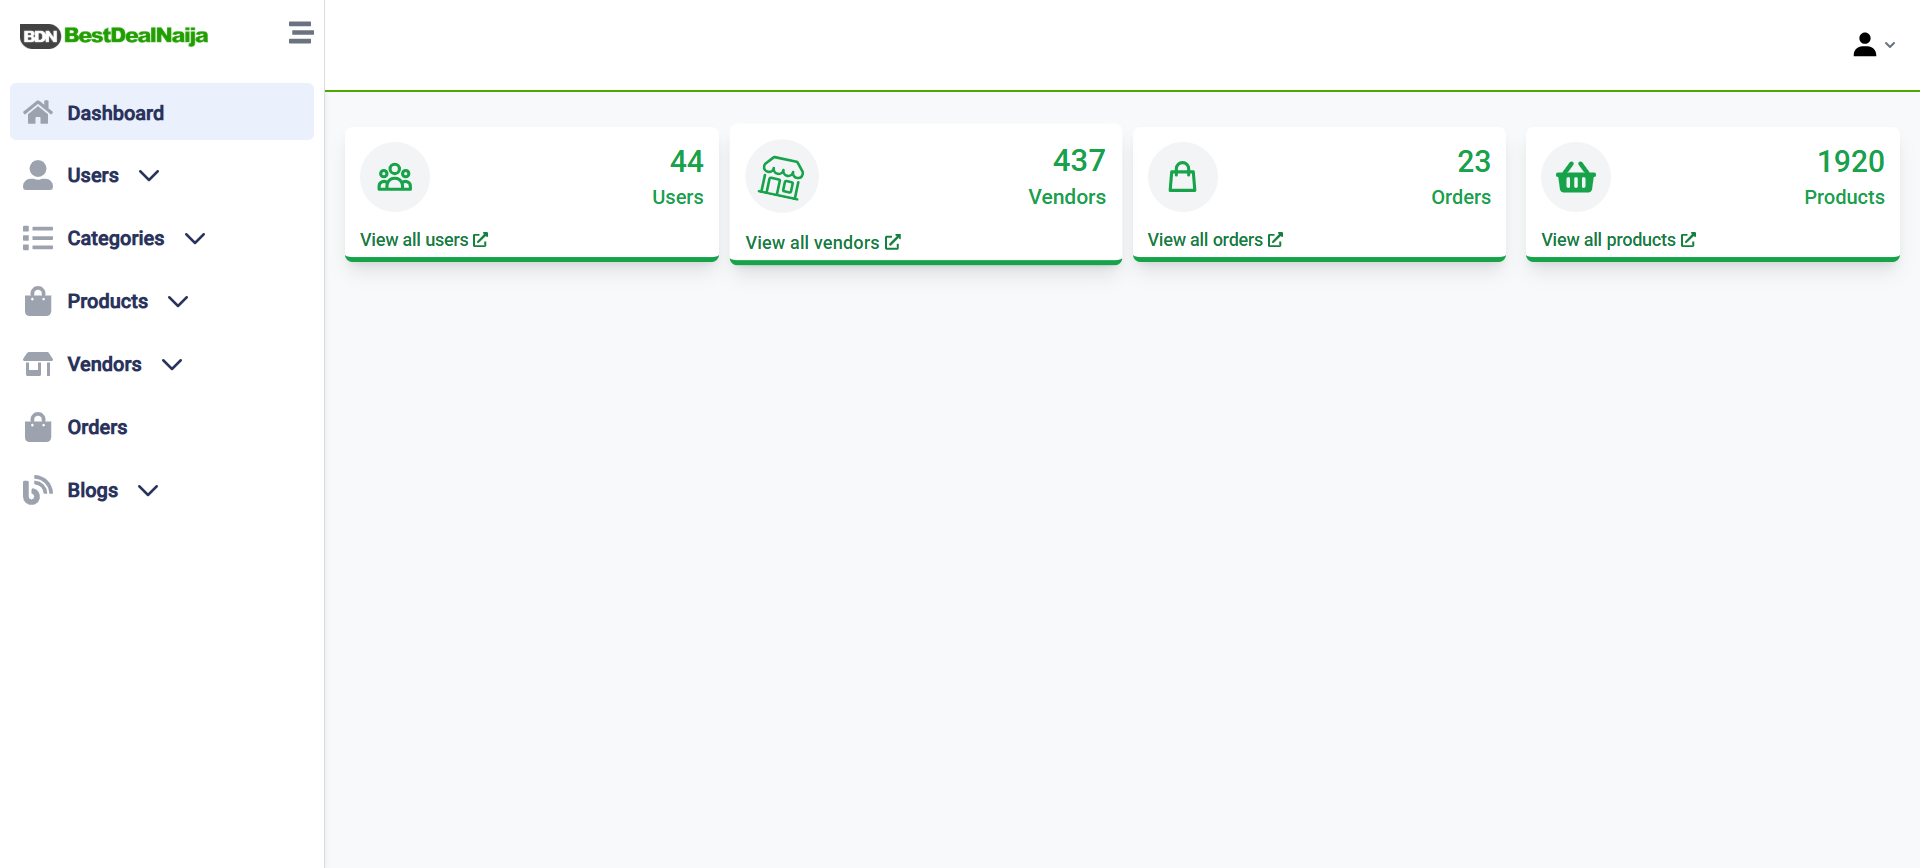 BDN BestDealNaija
Dashboard
Users
Categories
Products
Vendors
Orders
Blogs
44
Users
View all users
437
Vendors
View all vendors
23
Orders
View all orders
1920
Products
View all products